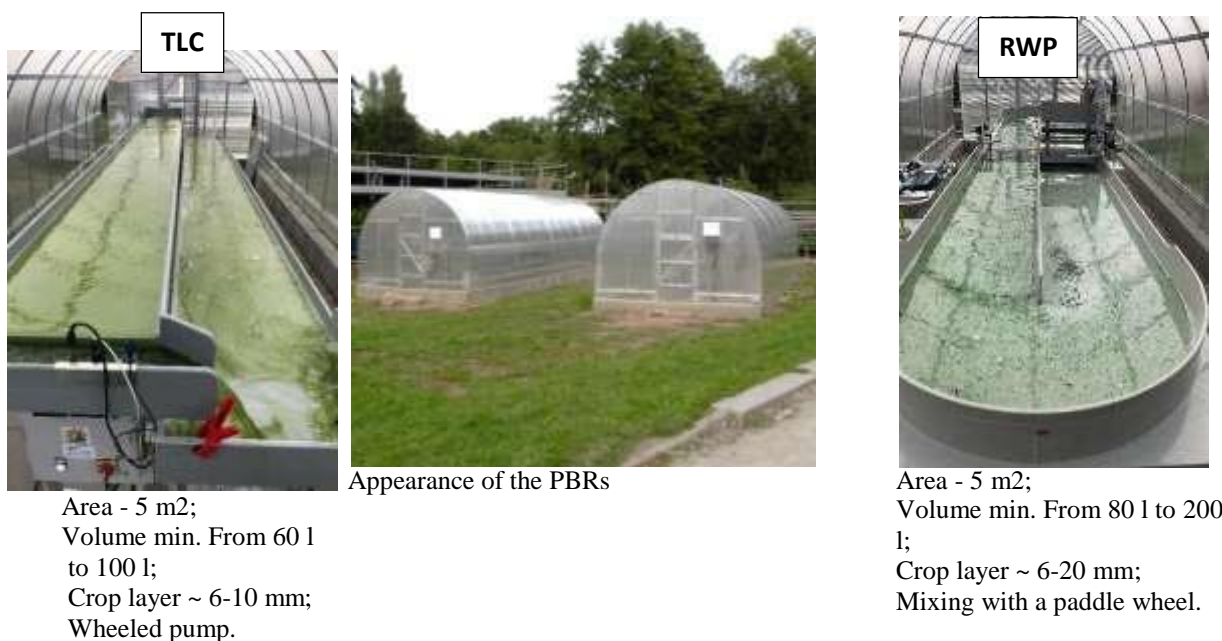 TLC
RWP
Appearance of the PBRs
Area - 5 m2;
Volume min. From 60 l
to 100 l;
Crop layer ~ 6-10 mm;
Wheeled pump.
Area - 5 m2;
Volume min. From 80 l to 200
l;
Crop layer ~ 6-20 mm;
Mixing with a paddle wheel.